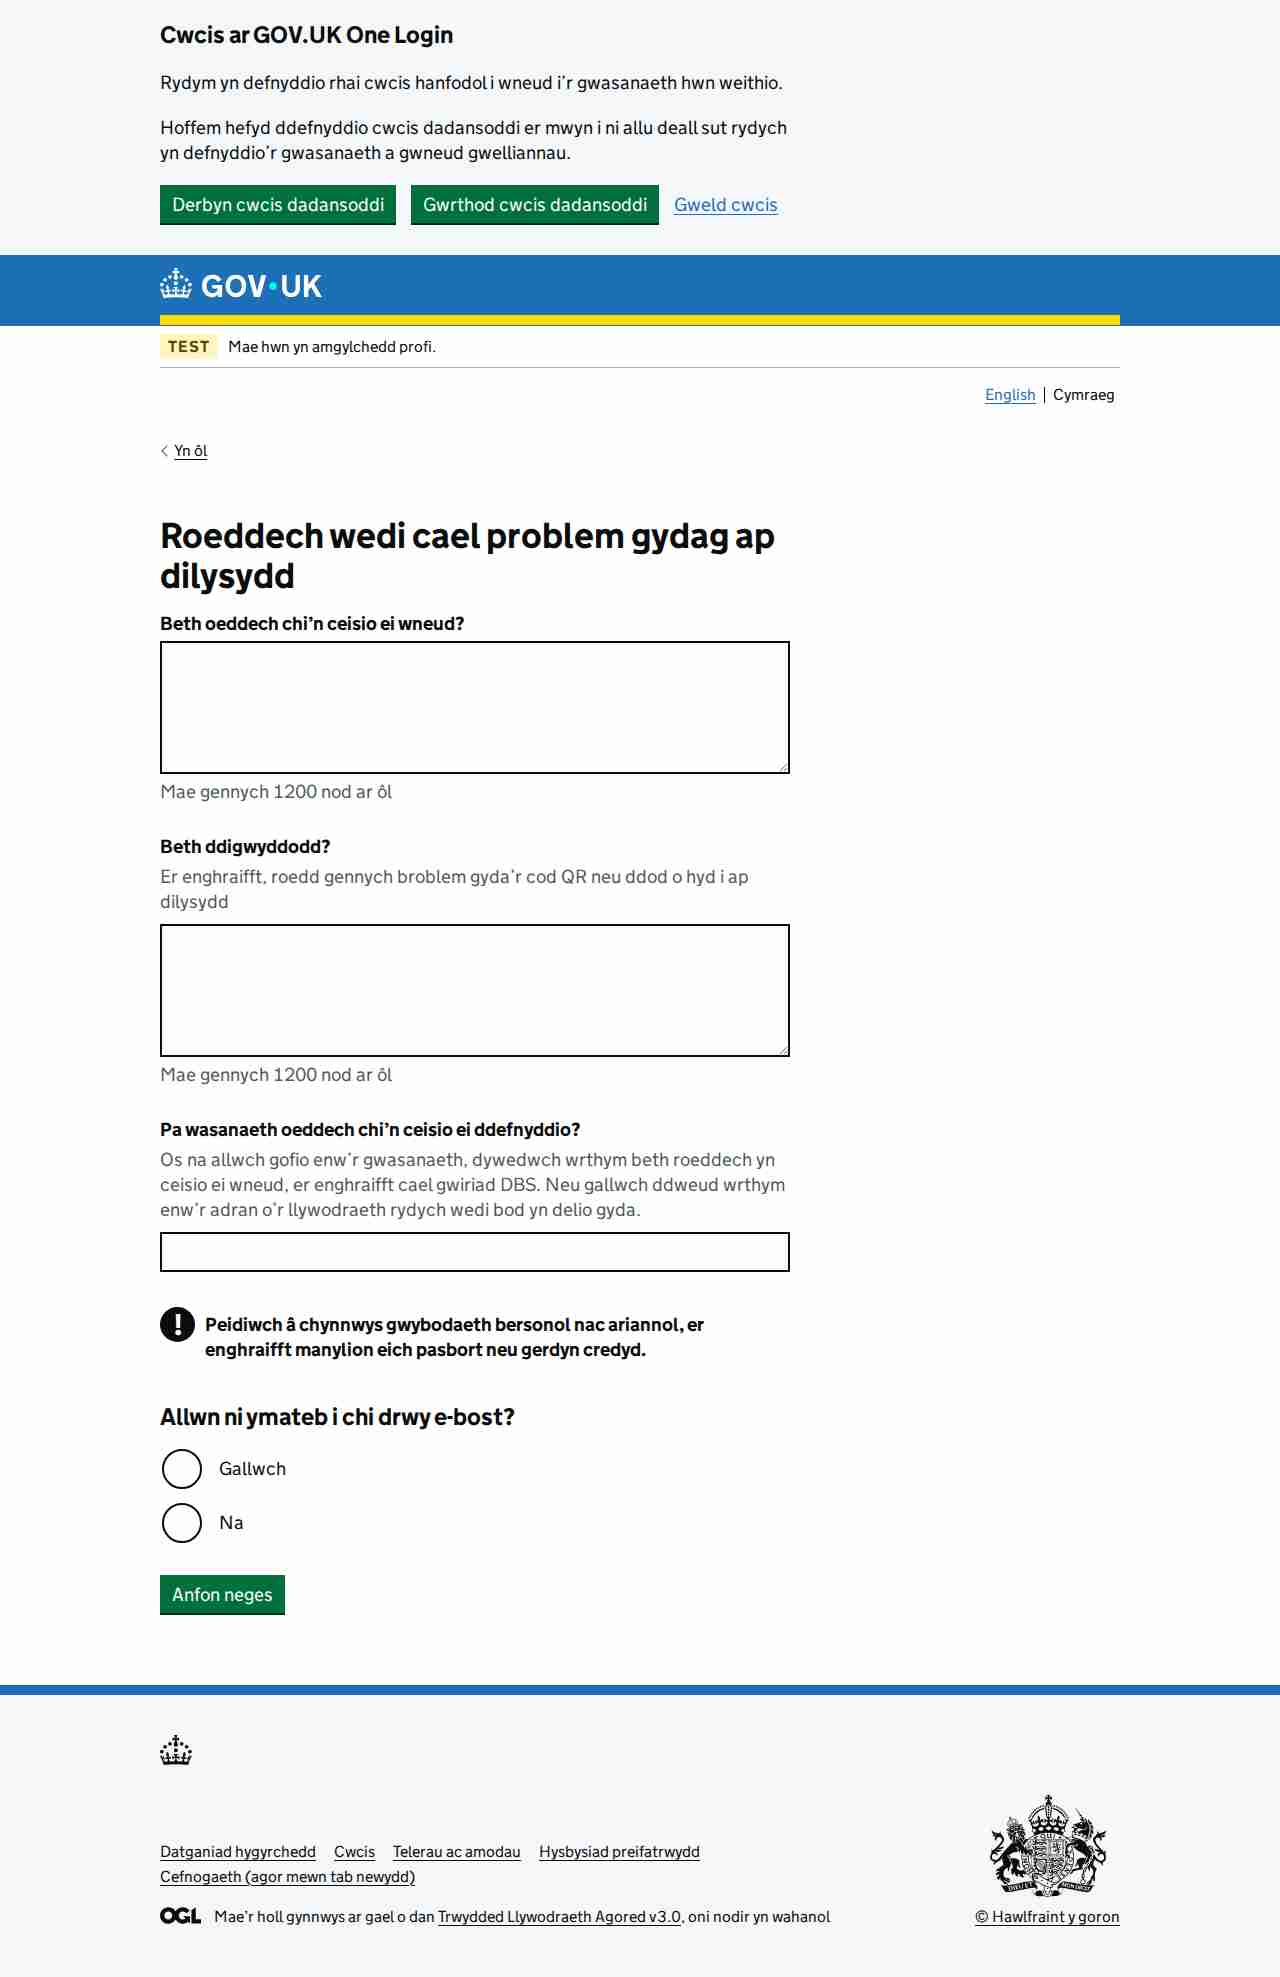 Cwcis ar GOV.UK One Login
Rydym yn defnyddio rhai cwcis hanfodol i wneud i’r gwasanaeth hwn weithio.
Hoffem hefyd ddefnyddio cwcis dadansoddi er mwyn i ni allu deall sut rydych
yn defnyddio’r gwasanaeth a gwneud gwelliannau.
Derbyn cwcis dadansoddi Gwrthod cwcis dadansoddi Gweld cwcis
GOV·UK
TEST Mae hwn yn amgylchedd profi.
English Cymraeg
Yn ôl
Roeddech wedi cael problem gydag ap
dilysydd
Beth oeddech chi’n ceisio ei wneud?
Mae gennych 1200 nod ar ôl
Beth ddigwyddodd?
Er enghraifft, roedd gennych broblem gyda’r cod QR neu ddod o hyd i ap
dilysydd
Mae gennych 1200 nod ar ôl
Pa wasanaeth oeddech chi’n ceisio ei ddefnyddio?
Os na allwch gofio enw’r gwasanaeth, dywedwch wrthym beth roeddech yn
ceisio ei wneud, er enghraifft cael gwiriad DBS. Neu gallwch ddweud wrthym
enw’r adran o’r llywodraeth rydych wedi bod yn delio gyda.
! Peidiwch â chynnwys gwybodaeth bersonol nac ariannol, er
enghraifft manylion eich pasbort neu gerdyn credyd.
Allwn ni ymateb i chi drwy e-bost?
Gallwch
Na
Anfon neges
Datganiad hygyrchedd Cwcis Telerau ac amodau Hysbysiad preifatrwydd
Cefnogaeth (agor mewn tab newydd)
OGL Mae’r holl gynnwys ar gael o dan Trwydded Llywodraeth Agored v3.0, oni nodir yn wahanol
© Hawlfraint y goron